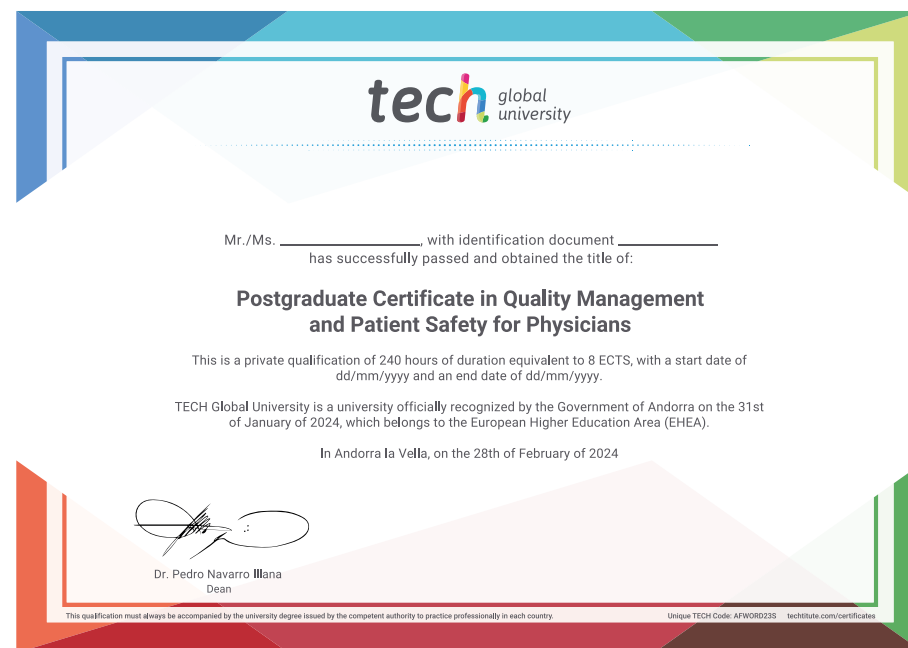 tech global university
Mr./Ms. ____________________, with identification document ______________
has successfully passed and obtained the title of:
Postgraduate Certificate in Quality Management
and Patient Safety for Physicians
This is a private qualification of 240 hours of duration equivalent to 8 ECTS, with a start date of
dd/mm/yyyy and an end date of dd/mm/yyyy.
TECH Global University is a university officially recognized by the Government of Andorra on the 31st
of January of 2024, which belongs to the European Higher Education Area (EHEA).
In Andorra la Vella, on the 28th of February of 2024
Dr. Pedro Navarro Illana
Dean
This qualification must always be accompanied by the university degree issued by the competent authority to practice professionally in each country.
Unique TECH Code: AFWORD23S techtitute.com/certificates